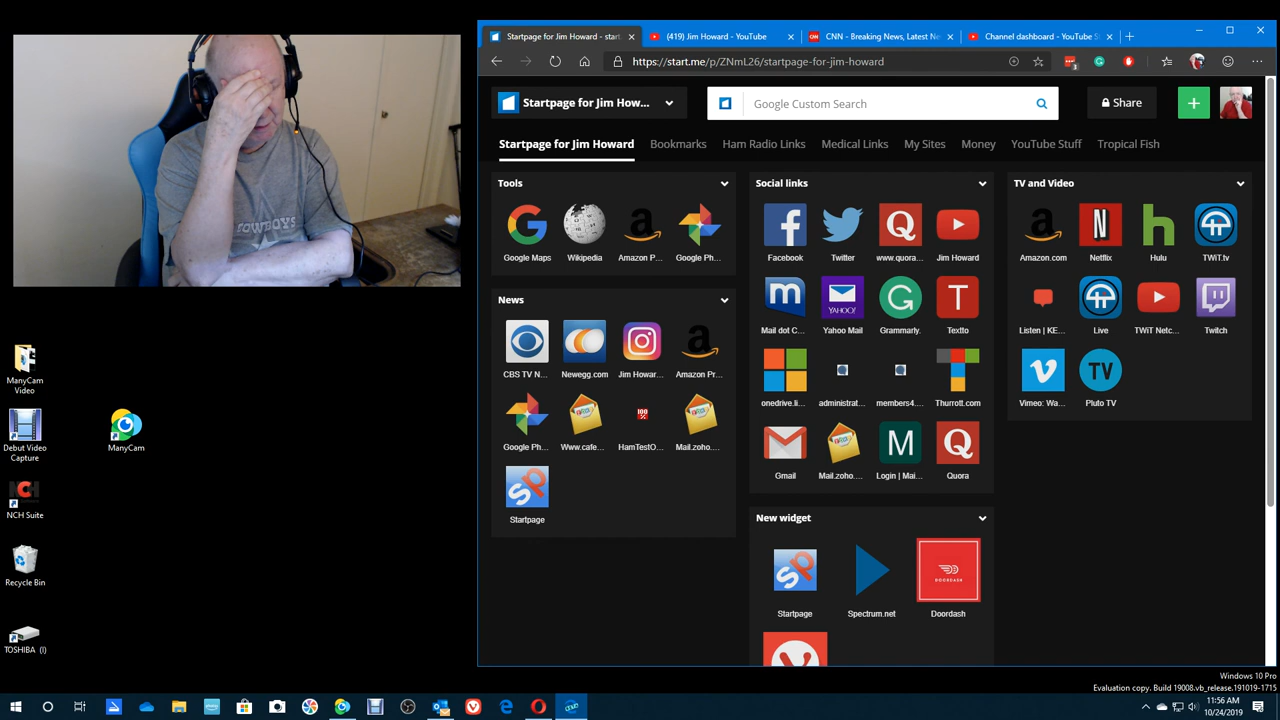 Startpage for Jim Howard - start
(419) Jim Howard - YouTube
CNN - Breaking News, Latest Ne
Channel dashboard - YouTube S
https://start.me/p/ZNmL26/startpage-for-jim-howard
Startpage for Jim How...
Google Custom Search
Share
Startpage for Jim Howard
Bookmarks
Ham Radio Links
Medical Links
My Sites
Money
YouTube Stuff
Tropical Fish
Tools
Google Maps
Wikipedia
Amazon P...
Google Ph...
News
CBS TV N...
Newegg.com
Jim Howar...
Amazon Pr...
Google Ph...
Www.cafe...
HamTestO...
Mail.zoho....
Startpage
Social links
Facebook
Twitter
www.quora...
Jim Howard
Mail dot C...
Yahoo Mail
Grammarly.
Textto
onedrive.li...
administrat...
members4...
Thurrott.com
Gmail
Mail.zoho....
Login | Mai...
Quora
New widget
Startpage
Spectrum.net
Doordash
DOORDASH
TV and Video
Amazon.com
Netflix
Hulu
TWiT.tv
Listen | KE...
Live
TWiT Netc...
Twitch
Vimeo: Wa...
TV
Pluto TV
COWBOYS
ManyCam
Video
Debut Video
Capture
ManyCam
NCH
NCH Suite
Recycle Bin
TOSHIBA (I)
Windows 10 Pro
Evaluation copy. Build 19008.vb_release.191019-1715
11:56 AM
10/24/2019